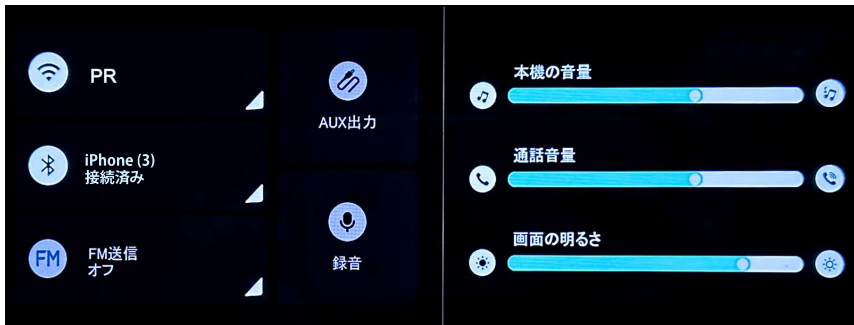 PR
iPhone (3)
接続済み
FM
FM送信
オフ
AUX出力
録音
本機の音量
通話音量
画面の明るさ